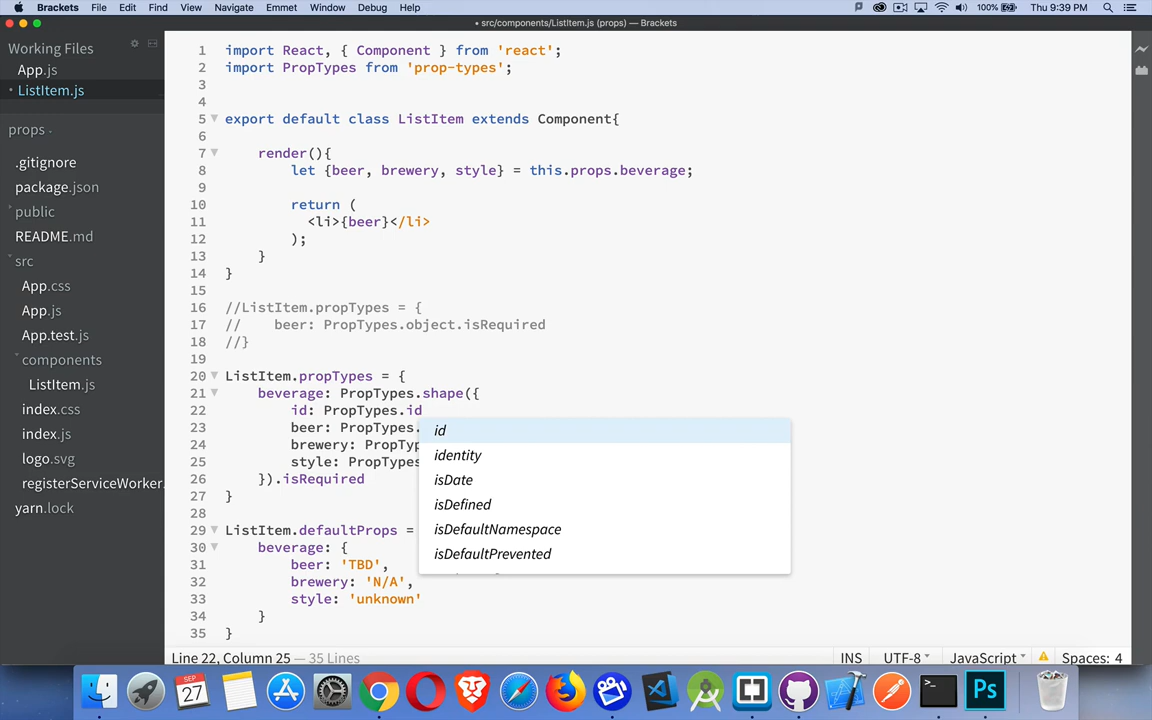 Brackets File Edit Find View Navigate Emmet Window Debug Help 100% Thu 9:39 PM
• src/components/ListItem.js (props) — Brackets
Working Files
App.js
• ListItem.js
props
.gitignore
package.json
public
README.md
src
App.css
App.js
App.test.js
components
ListItem.js
index.css
index.js
logo.svg
registerServiceWorker.
yarn.lock
1 import React, { Component } from 'react';
2 import PropTypes from 'prop-types';
3
4
5 export default class ListItem extends Component{
6
7 render(){
8 let {beer, brewery, style} = this.props.beverage;
9
10 return (
11 <li>{beer}</li>
12 );
13 }
14 }
15
16 //ListItem.propTypes = {
17 // beer: PropTypes.object.isRequired
18 //}
19
20 ListItem.propTypes = {
21 beverage: PropTypes.shape({
22 id: PropTypes.id
23 beer: PropTypes.
24 brewery: PropTyp
25 style: PropTypes
26 }).isRequired
27 }
28
29 ListItem.defaultProps =
30 beverage: {
31 beer: 'TBD',
32 brewery: 'N/A',
33 style: 'unknown'
34 }
35 }
id
identity
isDate
isDefined
isDefaultNamespace
isDefaultPrevented
Line 22, Column 25 — 35 Lines INS UTF-8 JavaScript Spaces: 4
SEP
27
Ps